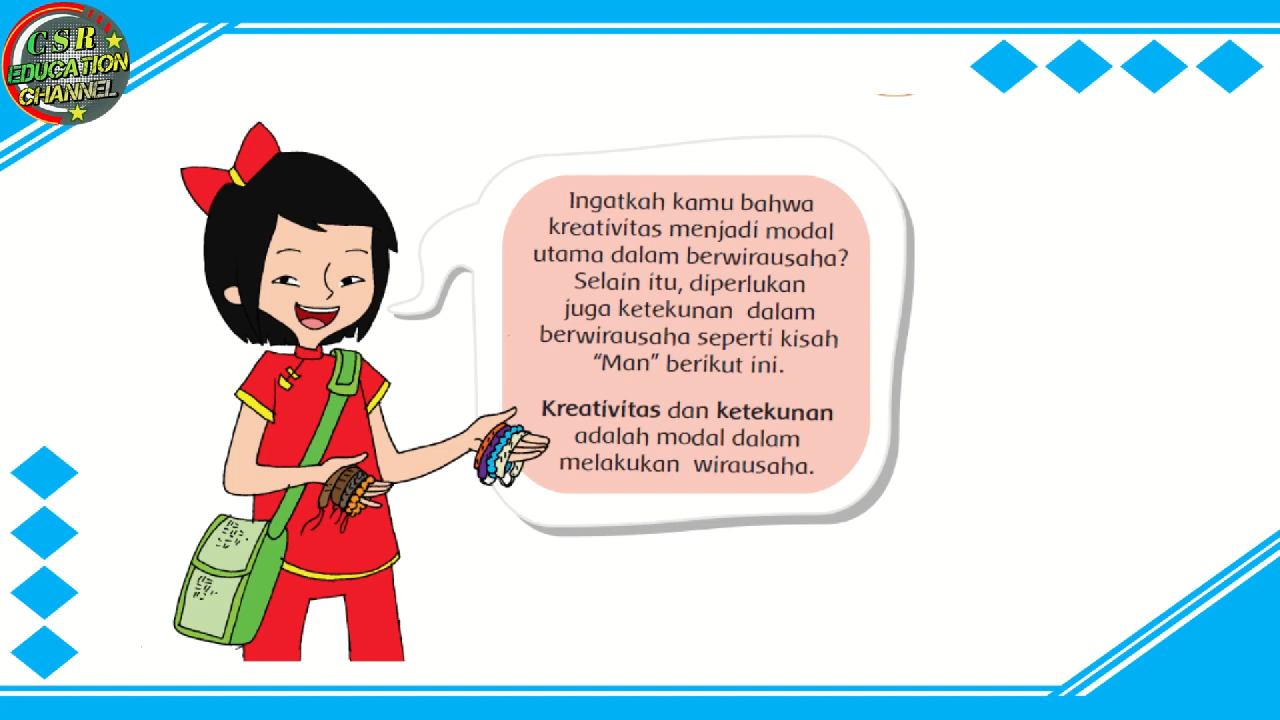 CSR
EDUCATION
CHANNEL
Ingatkah kamu bahwa
kreativitas menjadi modal
utama dalam berwirausaha?
Selain itu, diperlukan
juga ketekunan dalam
berwirausaha seperti kisah
“Man” berikut ini.
Kreativitas dan ketekunan
adalah modal dalam
melakukan wirausaha.